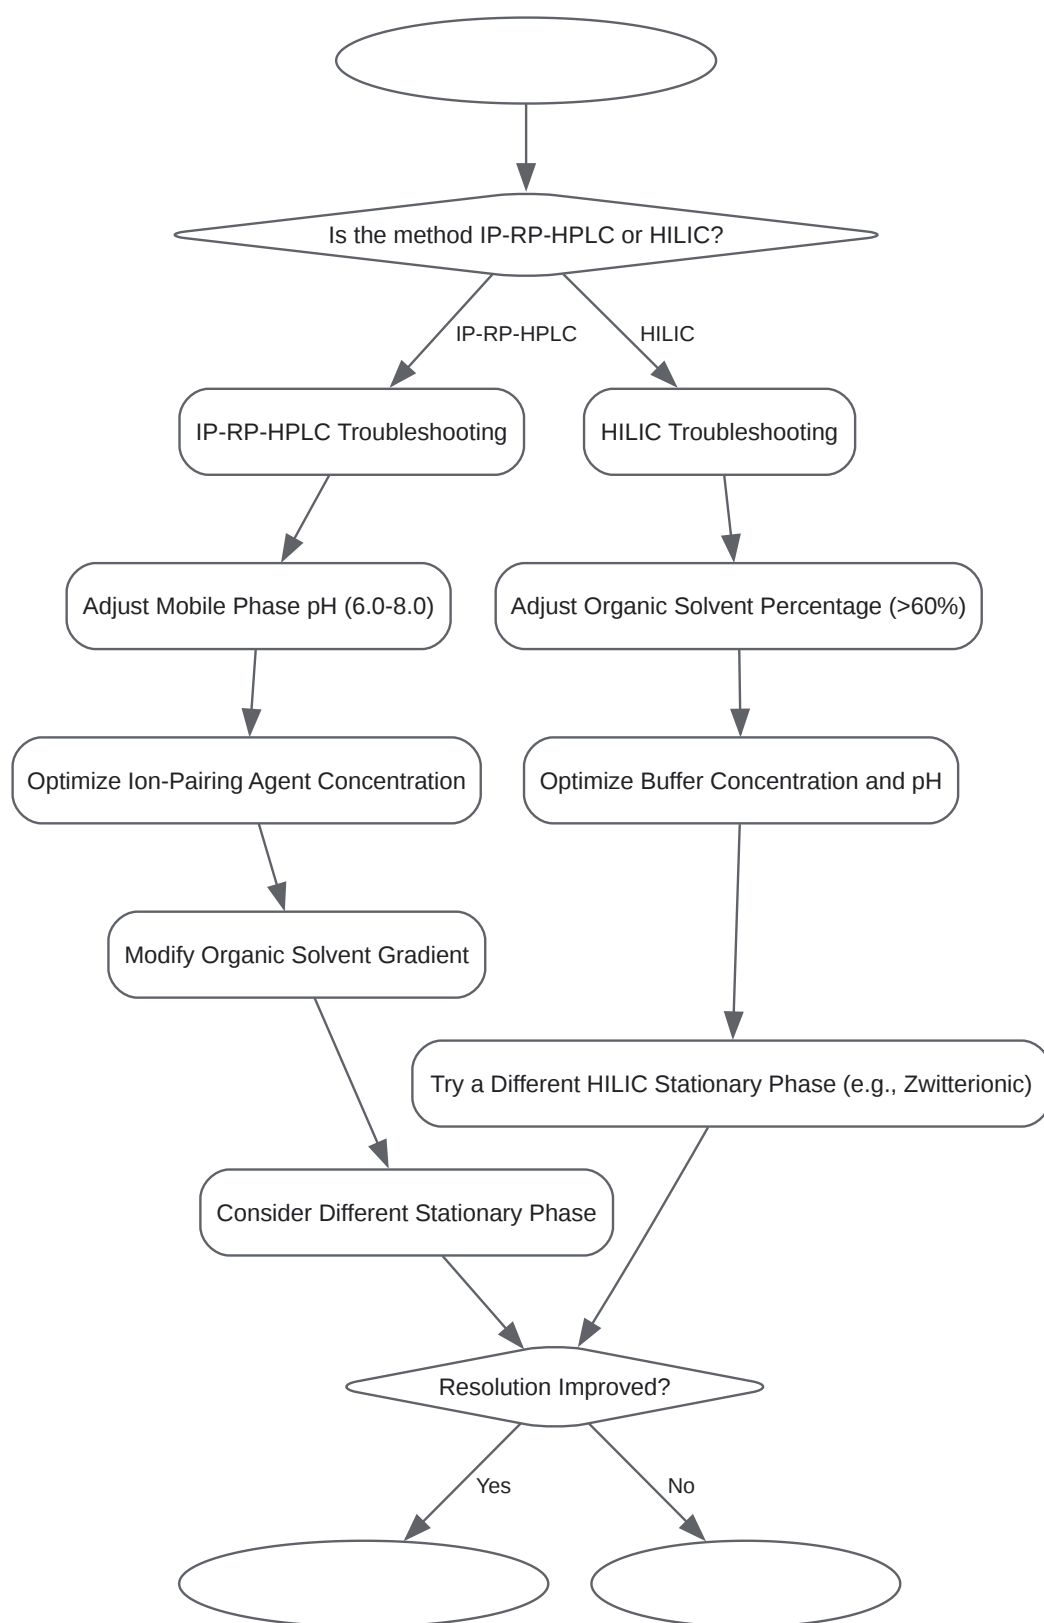 Is the method IP-RP-HPLC or HILIC?
IP-RP-HPLC
HILIC
IP-RP-HPLC Troubleshooting
HILIC Troubleshooting
Adjust Mobile Phase pH (6.0-8.0)
Adjust Organic Solvent Percentage (>60%)
Optimize Ion-Pairing Agent Concentration
Optimize Buffer Concentration and pH
Modify Organic Solvent Gradient
Try a Different HILIC Stationary Phase (e.g., Zwitterionic)
Consider Different Stationary Phase
Resolution Improved?
Yes
No